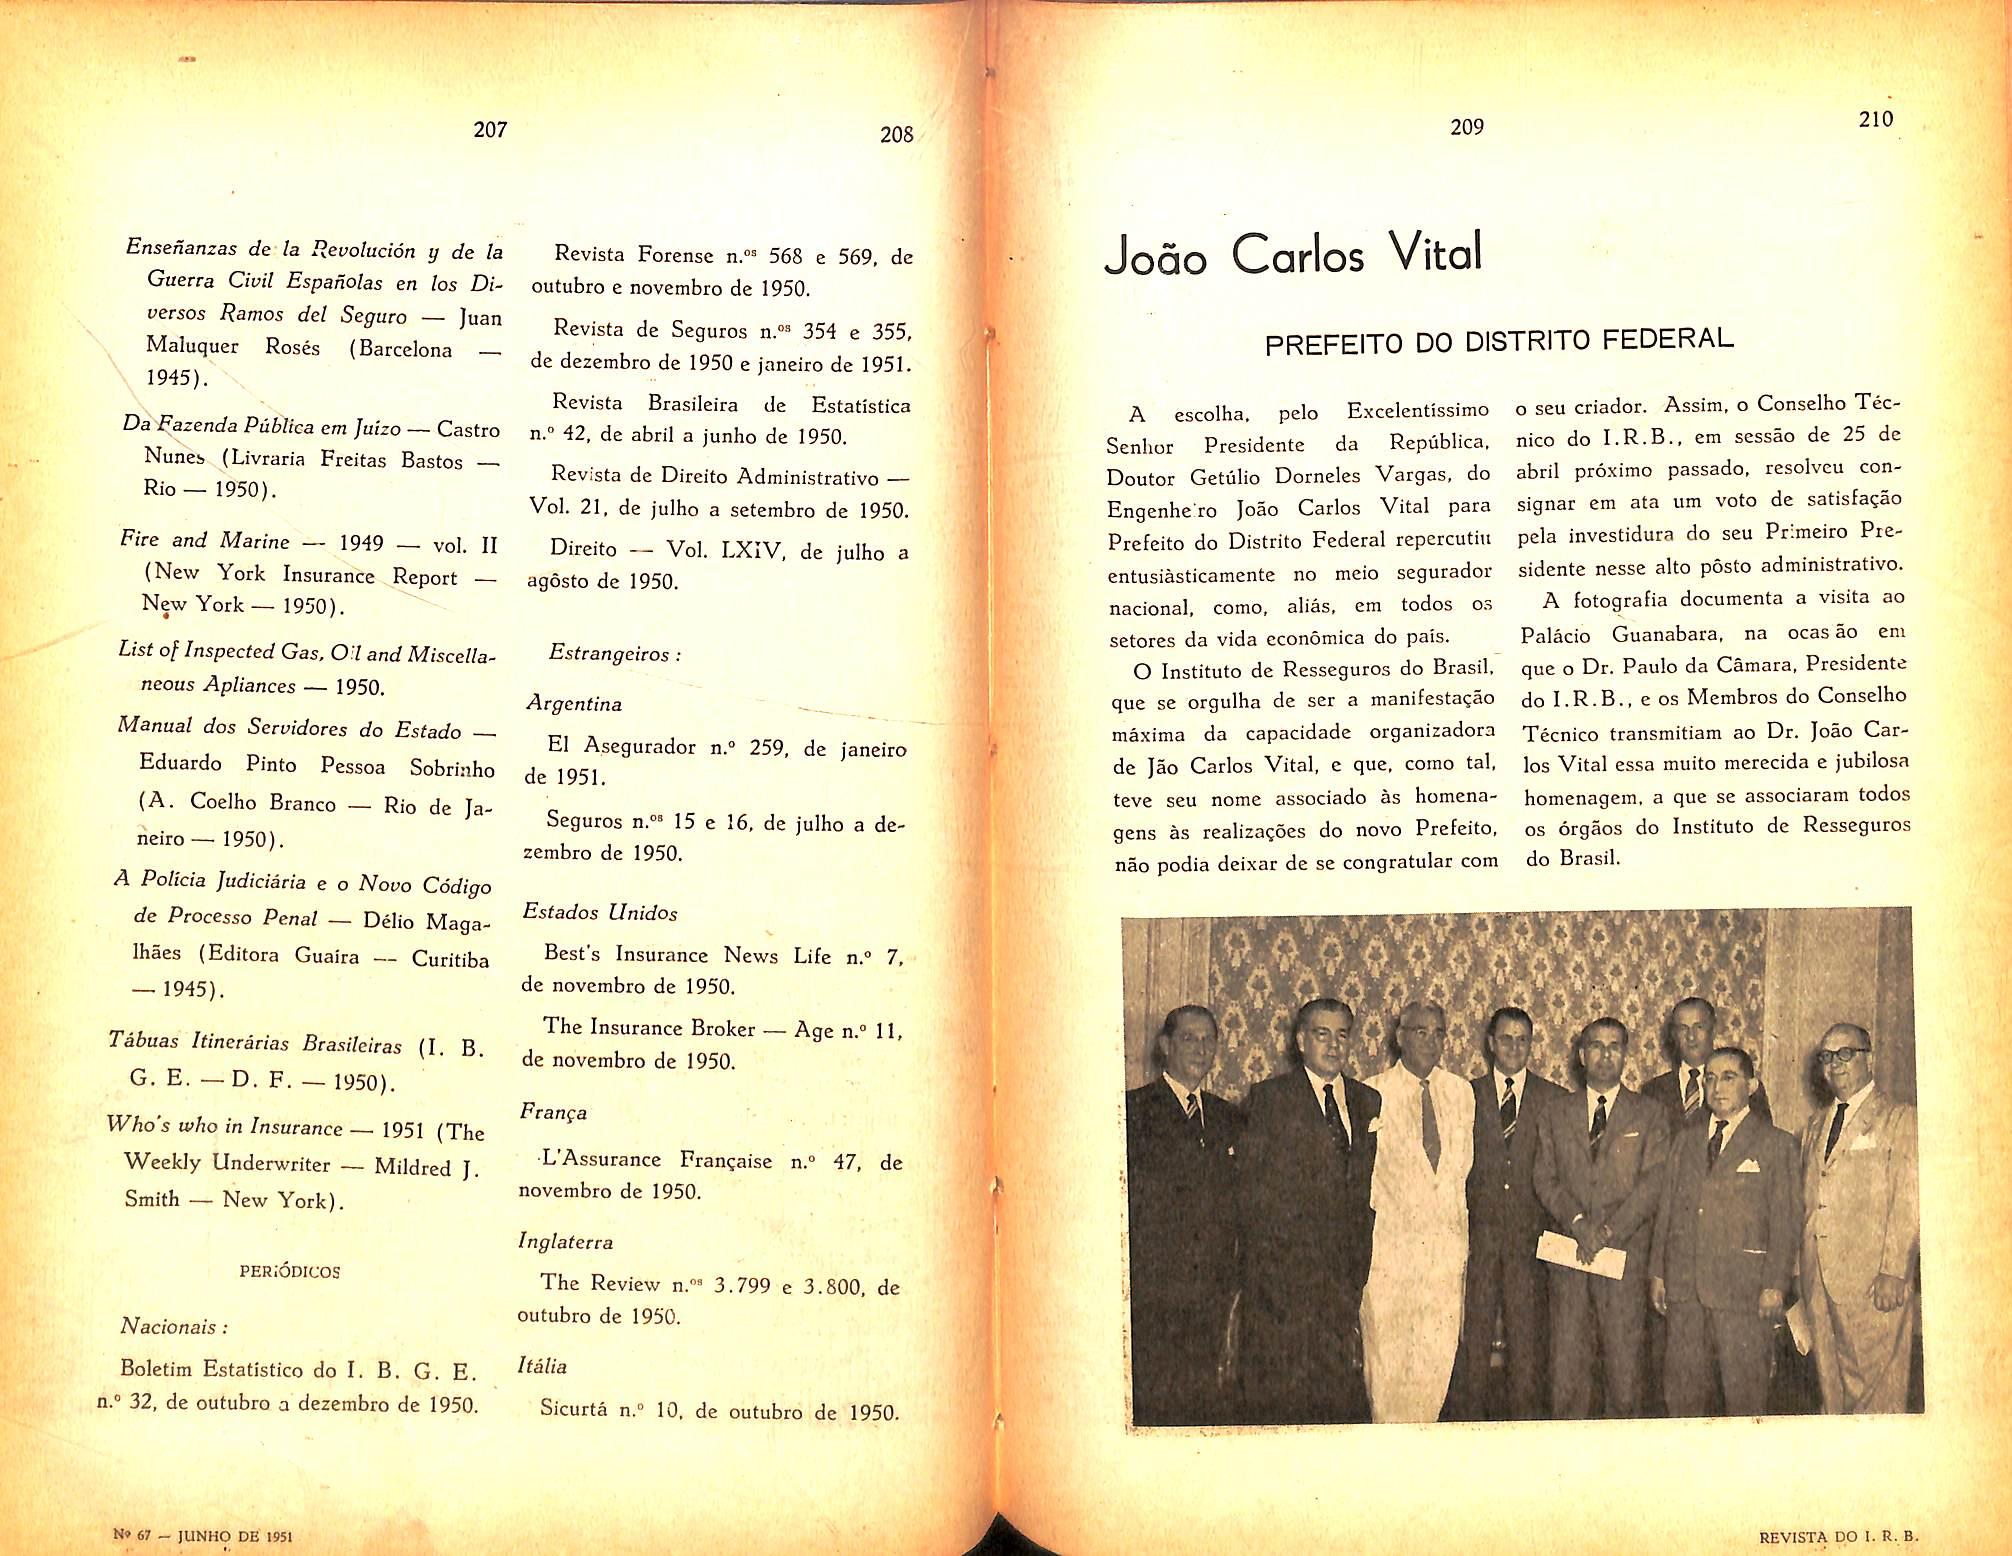 207
208
Enseñanzas de la Revolución y de la
Guerra Civil Españolas en los Di-
versos Ramos del Seguro — Juan
Maluquer Rosés (Barcelona —
1945).
Da Fazenda Pública em Juízo — Castro
Nunes (Livraria Freitas Bastos —
Rio — 1950).
Fire and Marine — 1949 — vol. II
(New York Insurance Report —
New York — 1950).
List of Inspected Gas, Oil and Miscella-
neous Apliances — 1950.
Manual dos Servidores do Estado —
Eduardo Pinto Pessoa Sobrinho
(A. Coelho Branco — Rio de Ja-
neiro — 1950).
A Polícia Judiciária e o Novo Código
de Processo Penal — Délio Maga-
lhães (Editora Guaíra — Curitiba
— 1945).
Tábuas Itinerárias Brasileiras (I. B.
G. E. — D. F. — 1950).
Who's who in Insurance — 1951 (The
Weekly Underwriter — Mildred J.
Smith — New York).
PERIÓDICOS
Nacionais :
Boletim Estatístico do I. B. G. E.
n.º 32, de outubro a dezembro de 1950.
Revista Forense n.ºs 568 e 569, de
outubro e novembro de 1950.
Revista de Seguros n.ºs 354 e 355,
de dezembro de 1950 e janeiro de 1951.
Revista Brasileira de Estatística
n.º 42, de abril a junho de 1950.
Revista de Direito Administrativo —
Vol. 21, de julho a setembro de 1950.
Direito — Vol. LXIV, de julho a
agôsto de 1950.
Estrangeiros :
Argentina
El Asegurador n.º 259, de janeiro
de 1951.
Seguros n.ºs 15 e 16, de julho a de-
zembro de 1950.
Estados Unidos
Best's Insurance News Life n.º 7,
de novembro de 1950.
The Insurance Broker — Age n.º 11,
de novembro de 1950.
França
L'Assurance Française n.º 47, de
novembro de 1950.
Inglaterra
The Review n.ºs 3.799 e 3.800, de
outubro de 1950.
Itália
Sicurtá n.º 10, de outubro de 1950.
Nº 67 — JUNHO DE 1951
209
210
João Carlos Vital
PREFEITO DO DISTRITO FEDERAL
A escolha, pelo Excelentíssimo
Senhor Presidente da República,
Doutor Getúlio Dorneles Vargas, do
Engenheiro João Carlos Vital para
Prefeito do Distrito Federal repercutiu
entusiàsticamente no meio segurador
nacional, como, aliás, em todos os
setores da vida econômica do país.
O Instituto de Resseguros do Brasil,
que se orgulha de ser a manifestação
máxima da capacidade organizadora
de Jão Carlos Vital, e que, como tal,
teve seu nome associado às homena-
gens às realizações do novo Prefeito,
não podia deixar de se congratular com
o seu criador. Assim, o Conselho Téc-
nico do I.R.B., em sessão de 25 de
abril próximo passado, resolveu con-
signar em ata um voto de satisfação
pela investidura do seu Primeiro Pre-
sidente nesse alto pôsto administrativo.
A fotografia documenta a visita ao
Palácio Guanabara, na ocasião em
que o Dr. Paulo da Câmara, Presidente
do I.R.B., e os Membros do Conselho
Técnico transmitiam ao Dr. João Car-
los Vital essa muito merecida e jubilosa
homenagem, a que se associaram todos
os órgãos do Instituto de Resseguros
do Brasil.
REVISTA DO I. R. B.